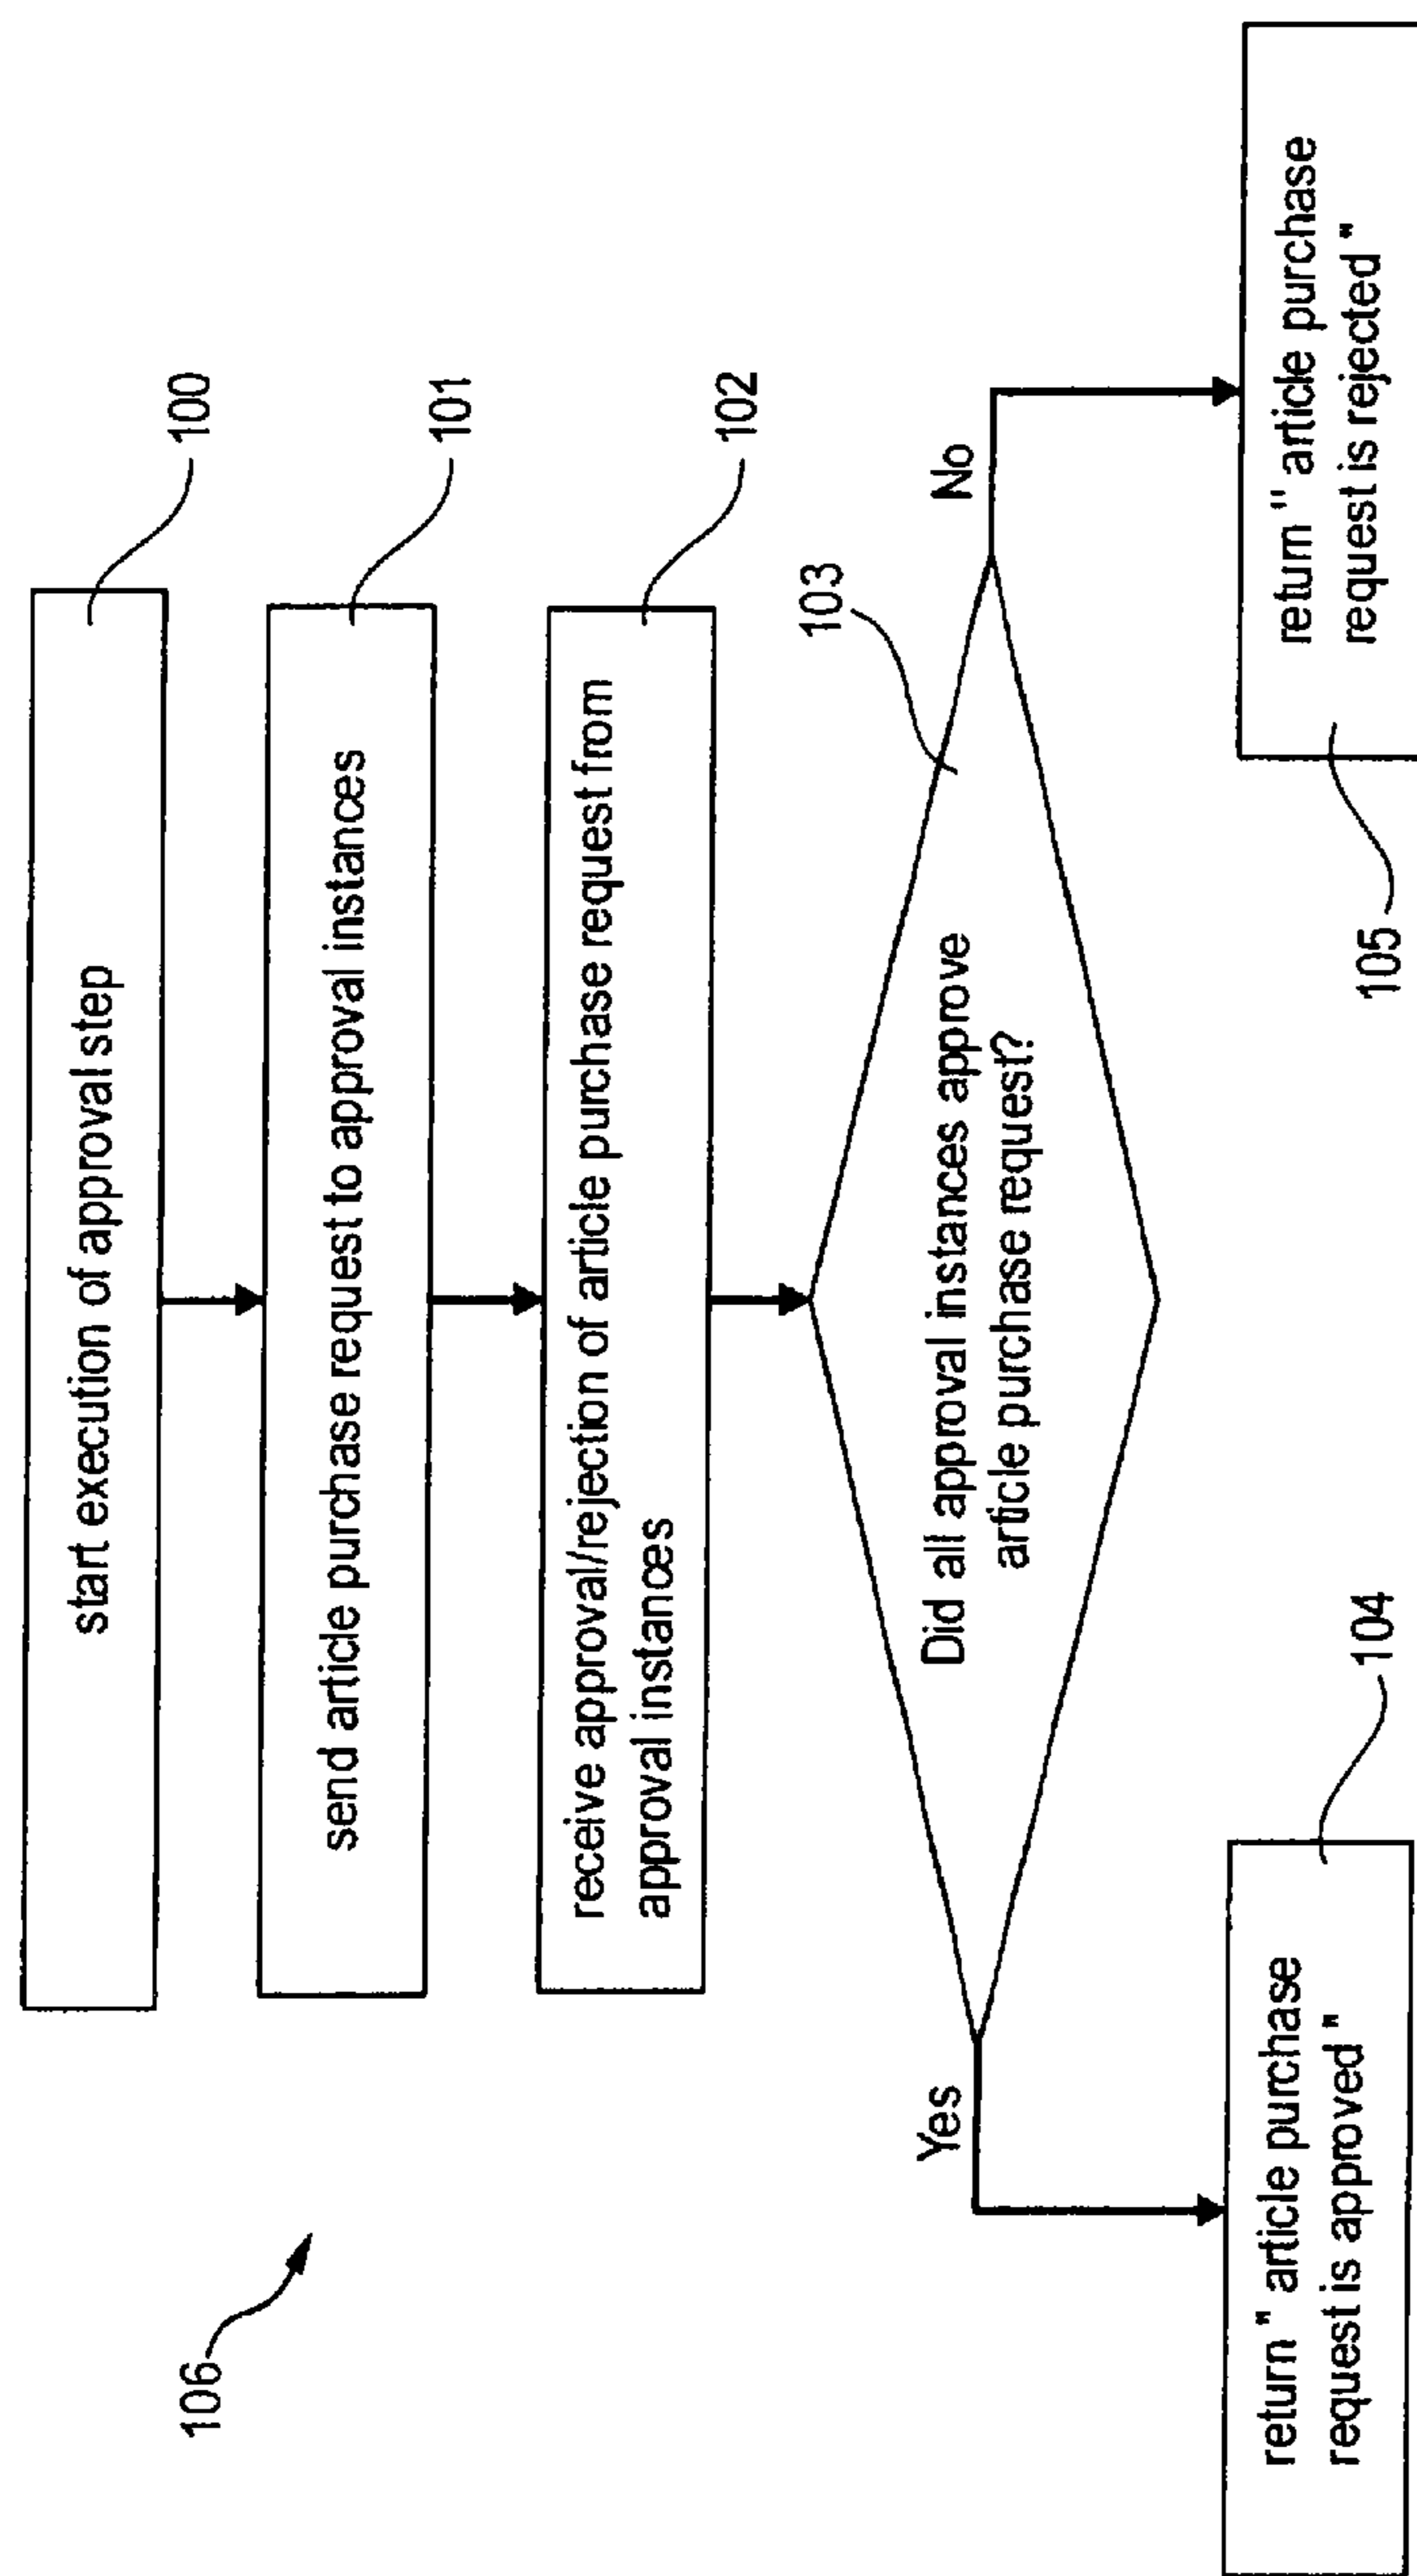 start execution of approval step
100
send article purchase request to approval instances
101
receive approval/rejection of article purchase request from
approval instances
102
103
Did all approval instances approve
article purchase request?
Yes
No
return " article purchase
request is approved "
104
return " article purchase
request is rejected "
105
106